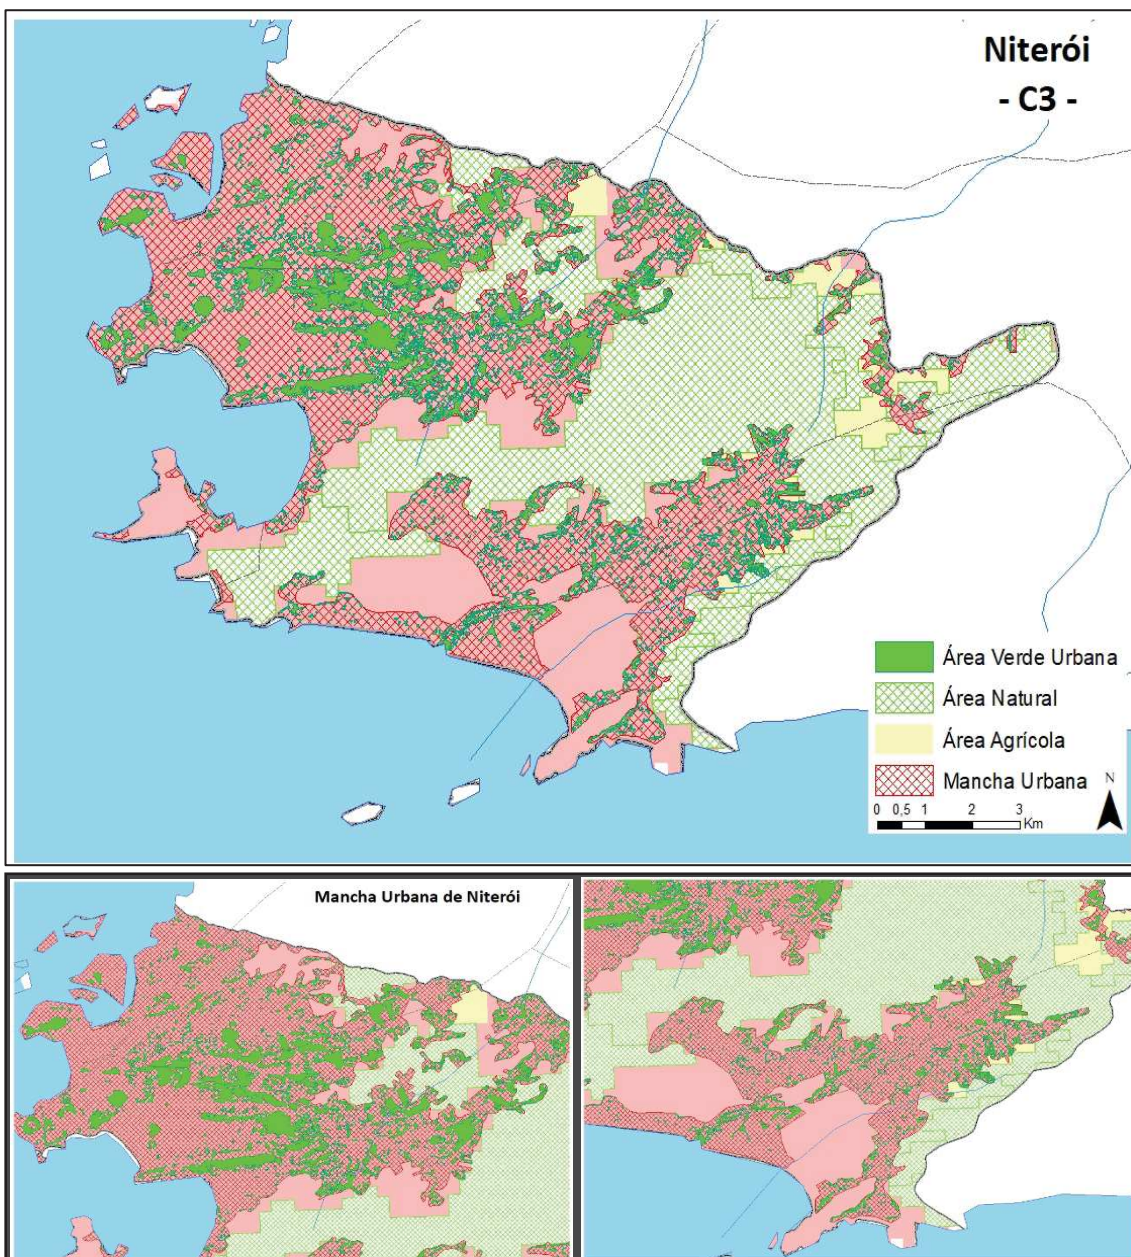 Niterói
- C3 -
Área Verde Urbana
Área Natural
Área Agrícola
Mancha Urbana
N
0 0,5 1 2 3
Km
Mancha Urbana de Niterói